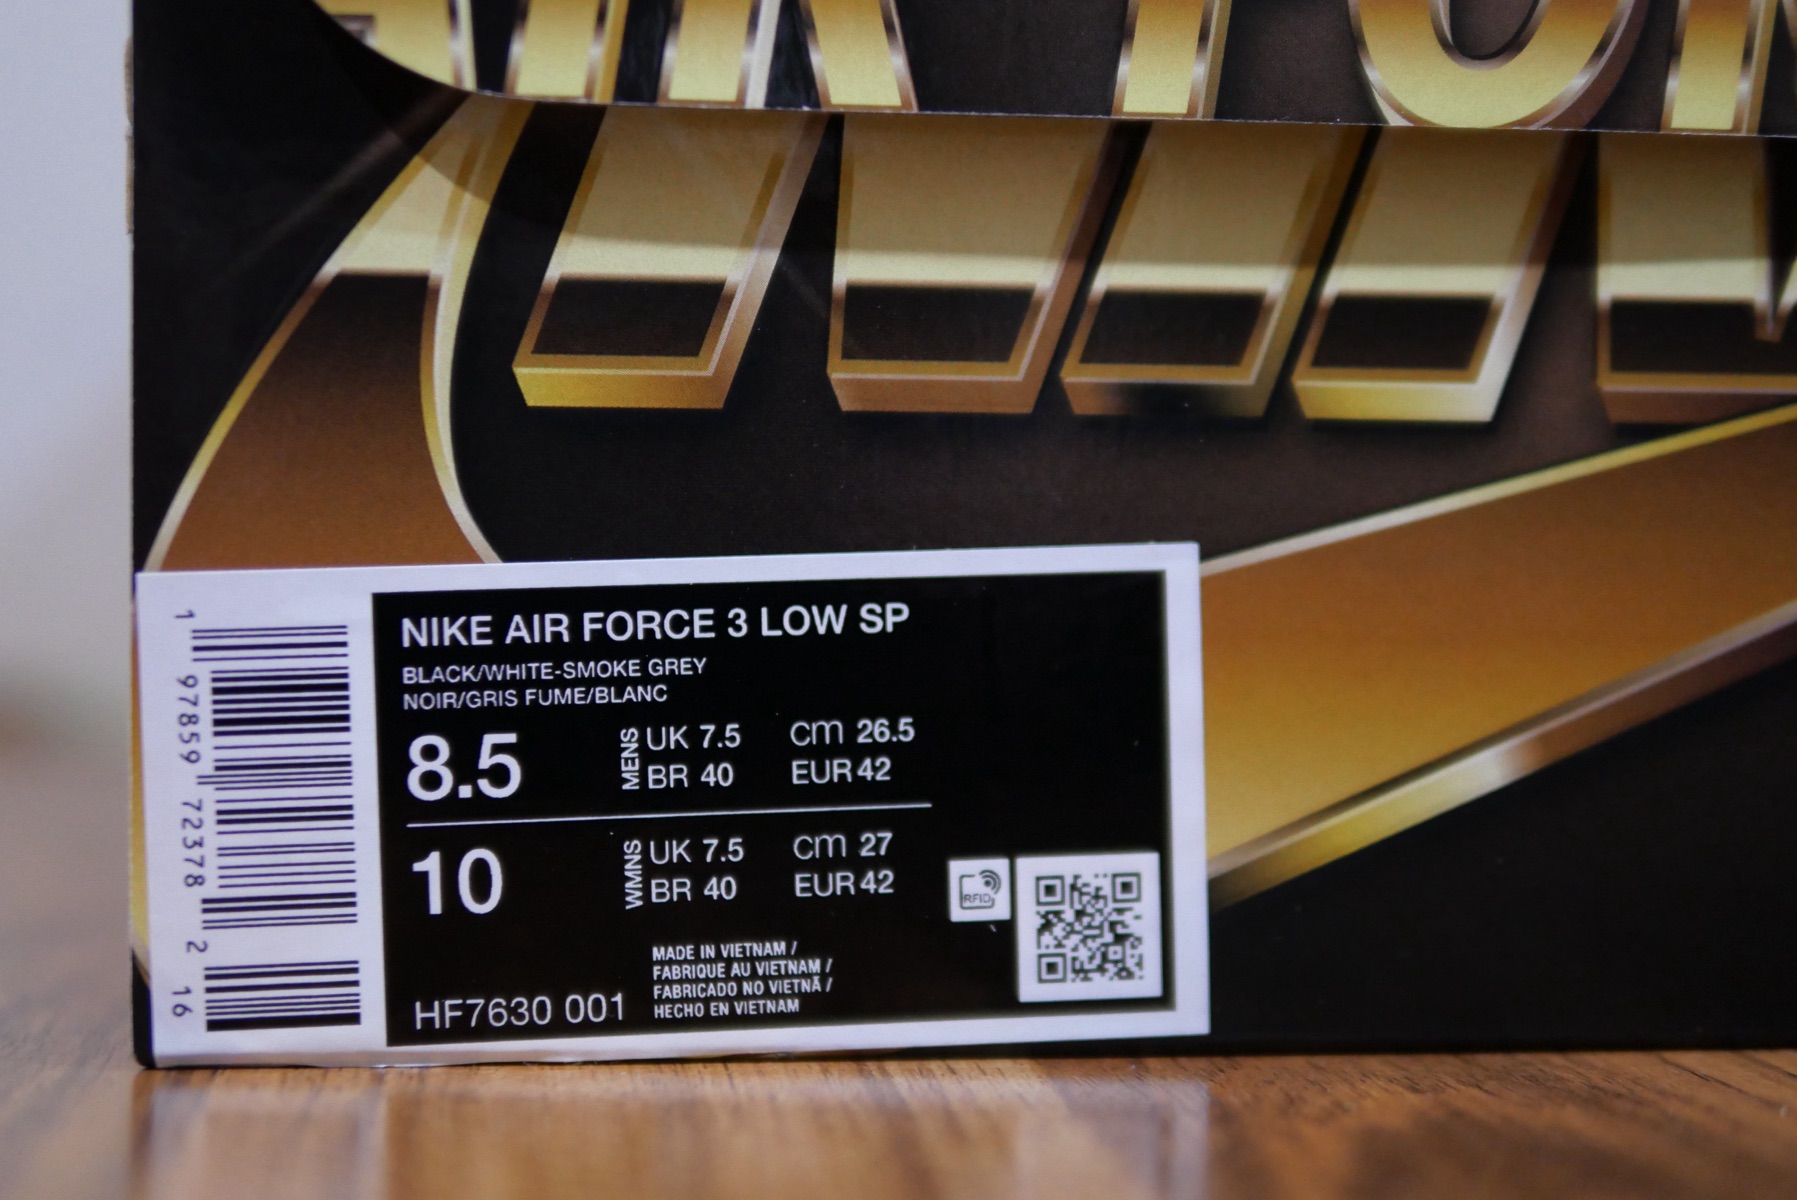 AIR FOR
NIKE AIR FORCE 3 LOW SP
BLACK/WHITE-SMOKE GREY
NOIR/GRIS FUME/BLANC
8.5
MENS
UK 7.5 cm 26.5
BR 40 EUR 42
10
WMNS
UK 7.5 cm 27
BR 40 EUR 42
MADE IN VIETNAM /
FABRIQUE AU VIETNAM /
FABRICADO NO VIETNÃ /
HECHO EN VIETNAM
HF7630 001
RFID
1 97859 72378 2 16